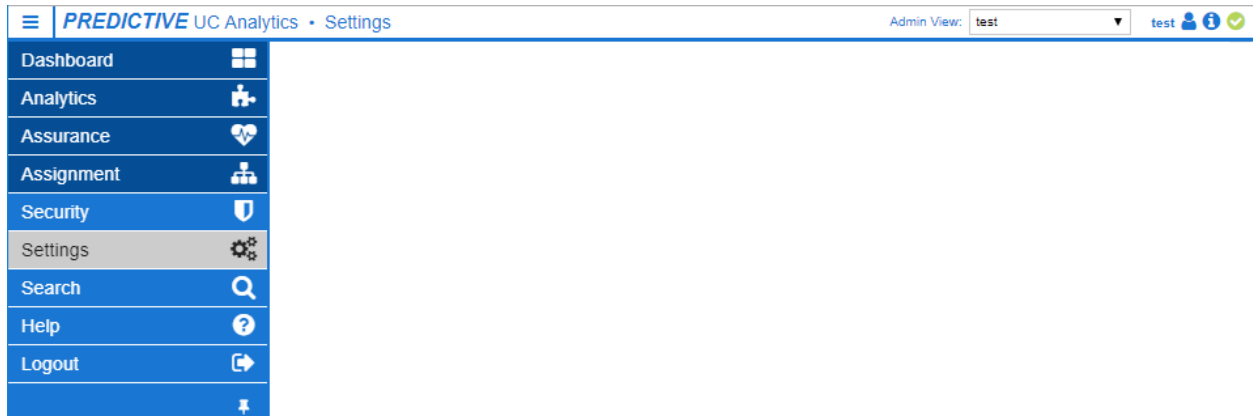 PREDICTIVE UC Analytics • Settings
Admin View: test
test
Dashboard
Analytics
Assurance
Assignment
Security
Settings
Search
Help
Logout